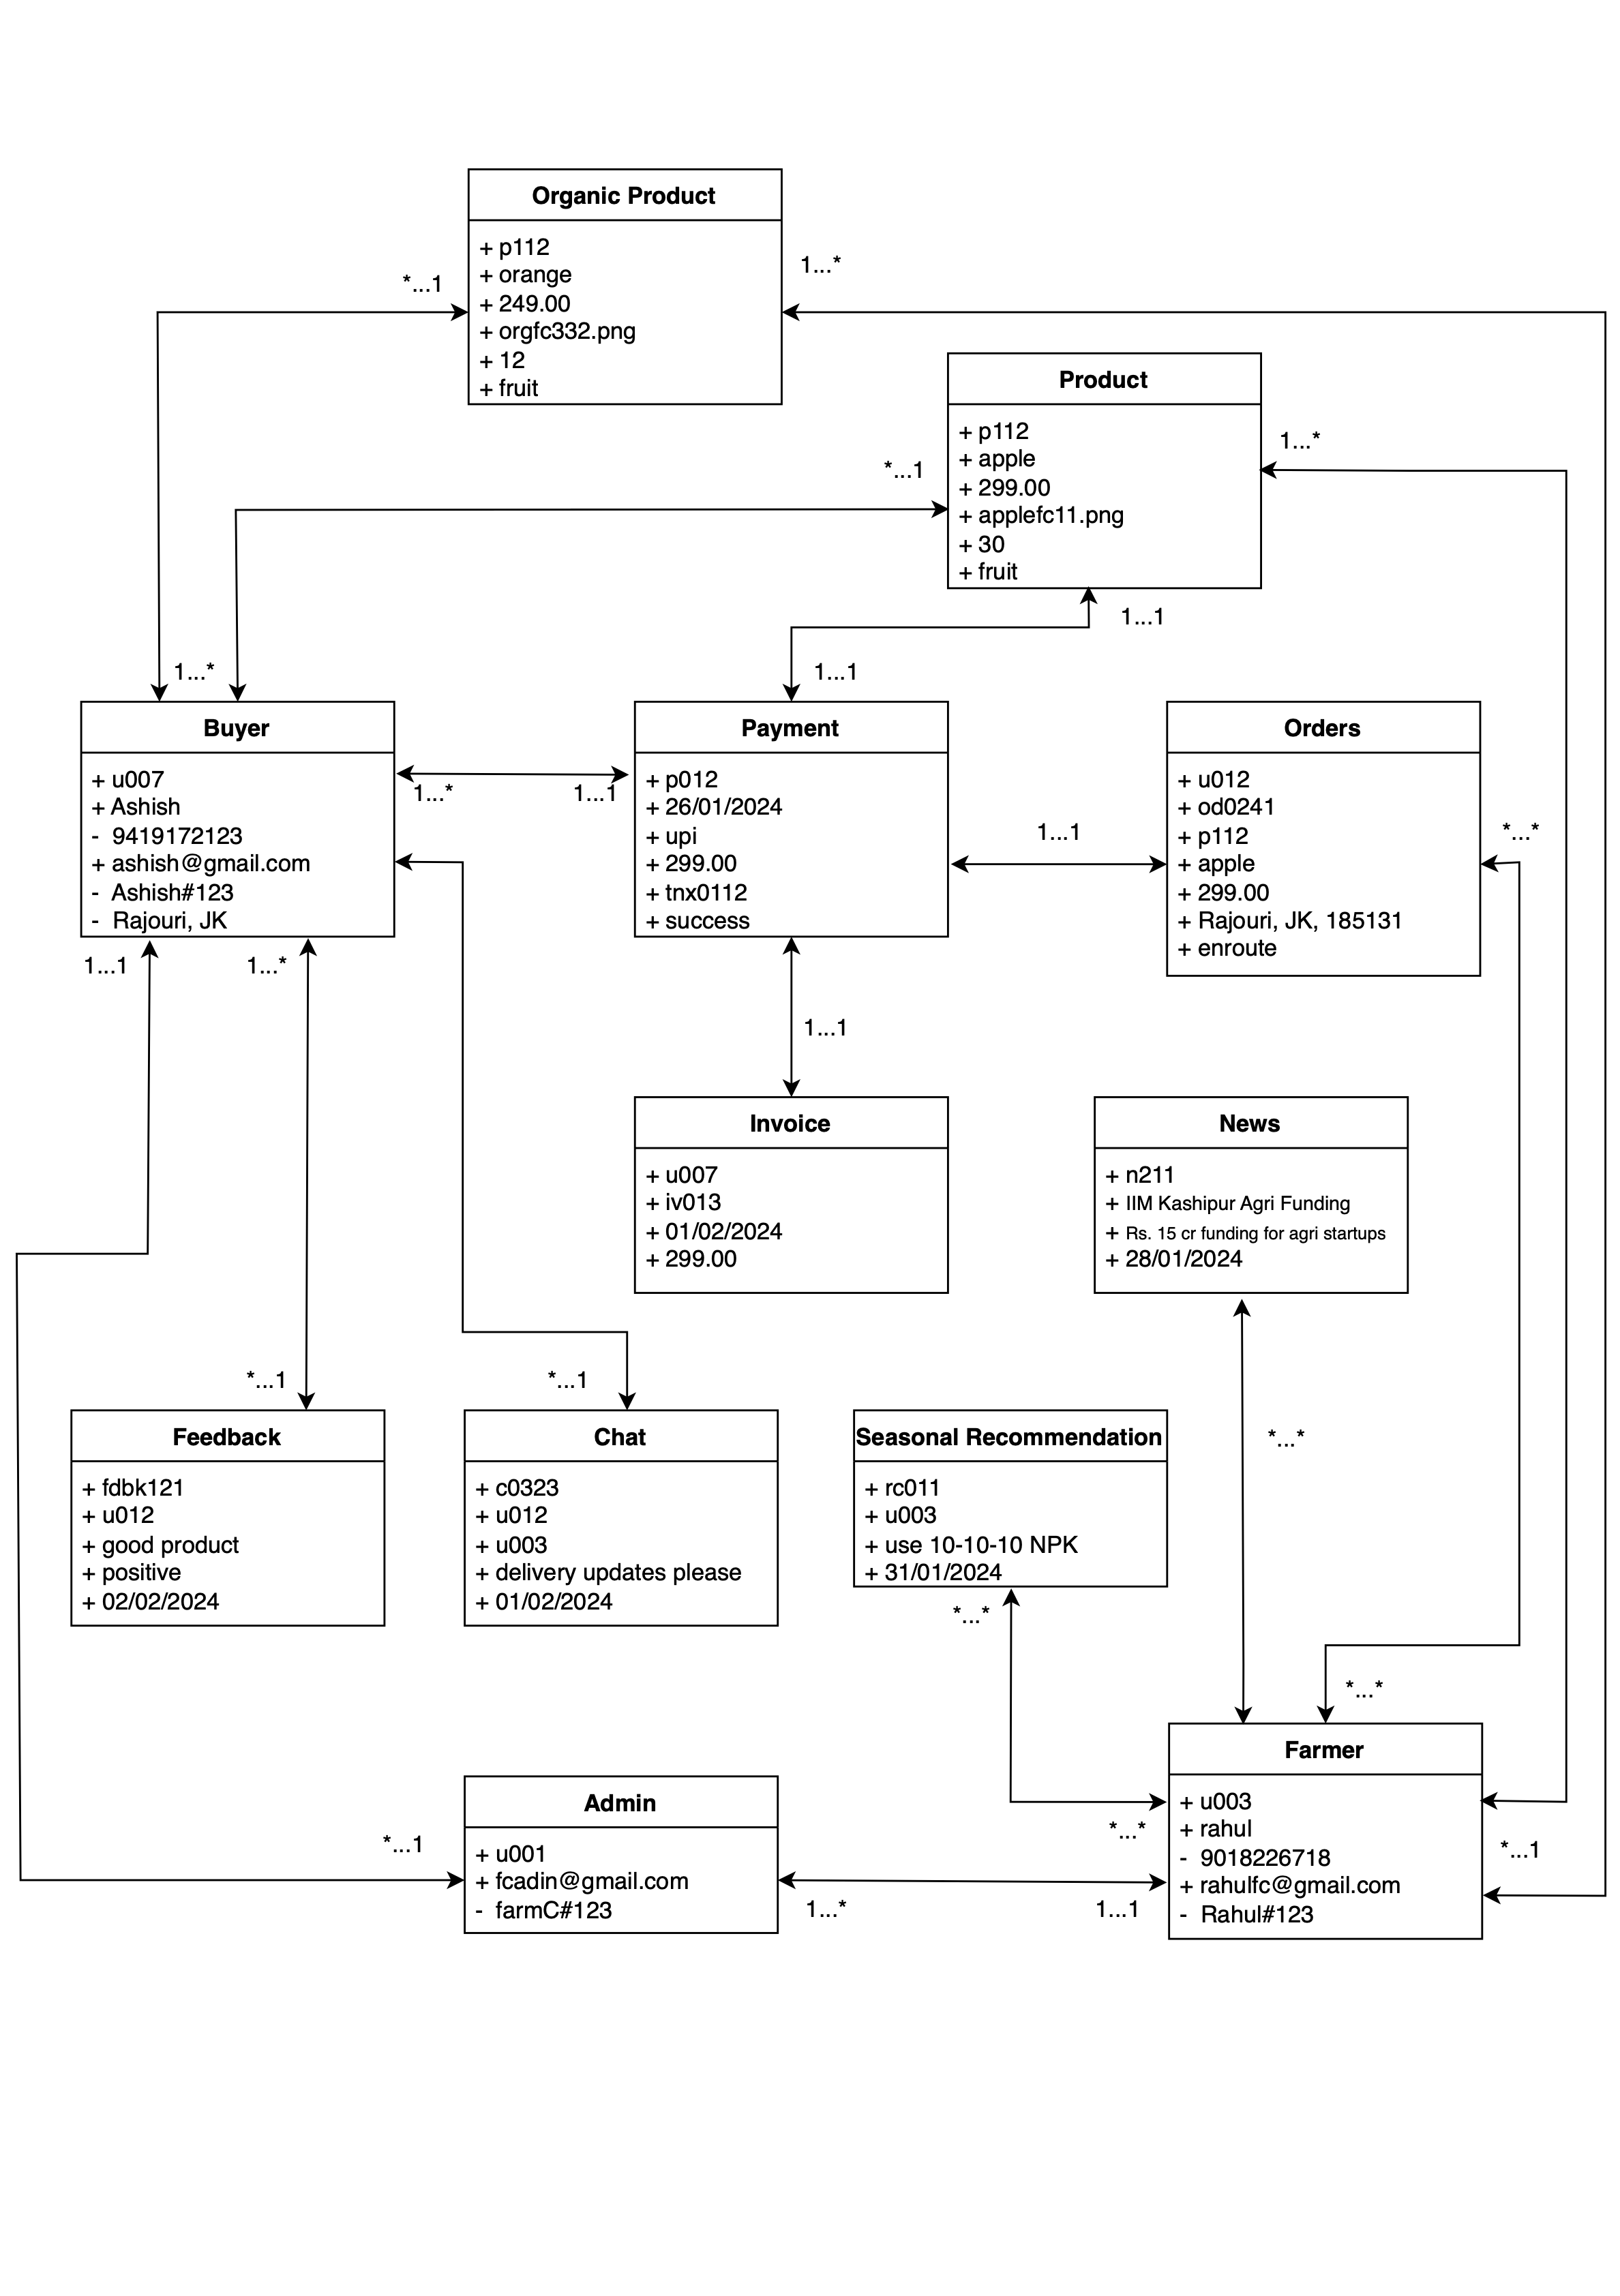 Organic Product
+ p112
+ orange
+ 249.00
+ orgfc332.png
+ 12
+ fruit
*...1
1...*
Product
+ p112
+ apple
+ 299.00
+ applefc11.png
+ 30
+ fruit
*...1
1...*
1...1
1...1
1...*
Buyer
+ u007
+ Ashish
- 9419172123
+ ashish@gmail.com
- Ashish#123
- Rajouri, JK
1...*
1...1
Payment
+ p012
+ 26/01/2024
+ upi
+ 299.00
+ tnx0112
+ success
1...1
Orders
+ u012
+ od0241
+ p112
+ apple
+ 299.00
+ Rajouri, JK, 185131
+ enroute
*...*
1...1
1...*
1...1
Invoice
+ u007
+ iv013
+ 01/02/2024
+ 299.00
News
+ n211
+ IIM Kashipur Agri Funding
+ Rs. 15 cr funding for agri startups
+ 28/01/2024
*...1
*...1
Feedback
+ fdbk121
+ u012
+ good product
+ positive
+ 02/02/2024
Chat
+ c0323
+ u012
+ u003
+ delivery updates please
+ 01/02/2024
Seasonal Recommendation
+ rc011
+ u003
+ use 10-10-10 NPK
+ 31/01/2024
*...*
*...*
*...*
Farmer
+ u003
+ rahul
- 9018226718
+ rahulfc@gmail.com
- Rahul#123
*...*
*...1
*...1
Admin
+ u001
+ fcadin@gmail.com
- farmC#123
1...*
1...1